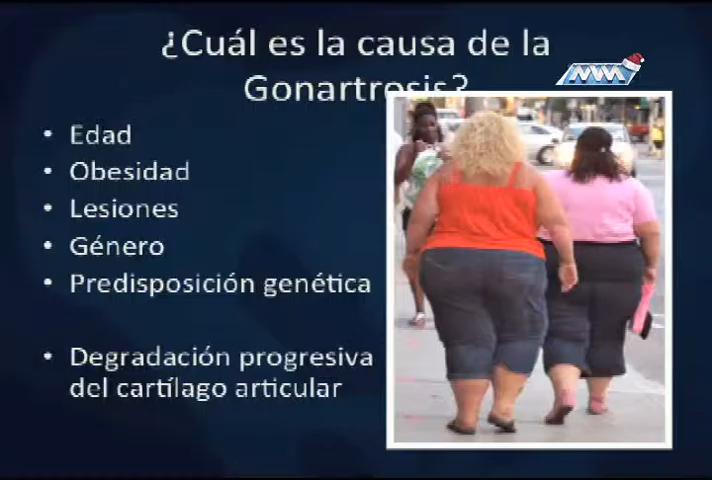 ¿Cuál es la causa de la
Gonartrosis?
• Edad
• Obesidad
• Lesiones
• Género
• Predisposición genética
• Degradación progresiva
del cartílago articular